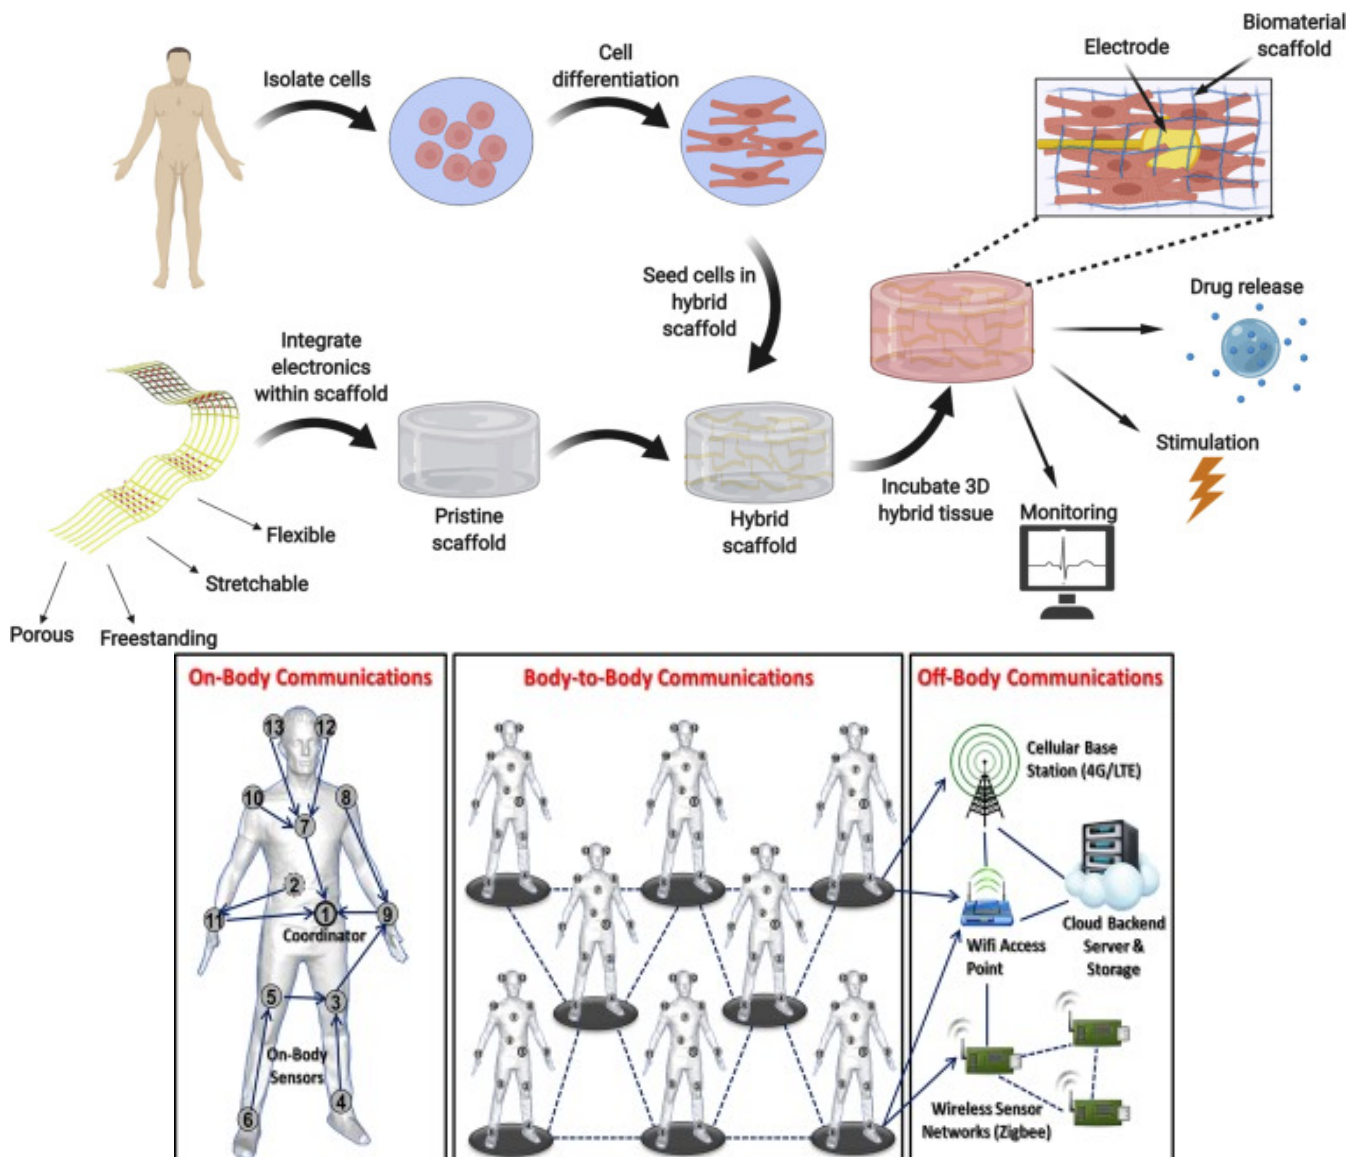 Isolate cells
Cell
differentiation
Electrode
Biomaterial
scaffold
Seed cells in
hybrid
scaffold
Drug release
Integrate
electronics
within scaffold
Stimulation
Incubate 3D
hybrid tissue
Monitoring
Pristine
scaffold
Hybrid
scaffold
Flexible
Stretchable
Porous
Freestanding
On-Body Communications
13
12
10
8
7
2
11
1
9
Coordinator
5
3
On-Body
Sensors
4
6
Body-to-Body Communications
Off-Body Communications
Cellular Base
Station (4G/LTE)
Wifi Access
Point
Cloud Backend
Server &
Storage
Wireless Sensor
Networks (Zigbee)